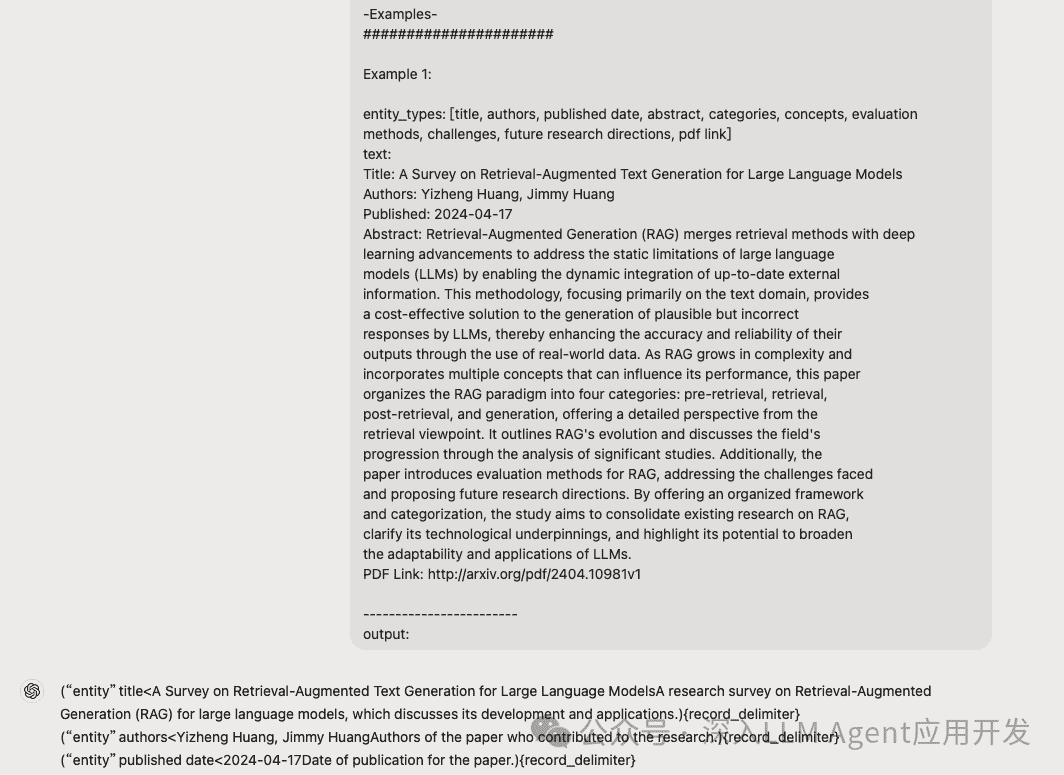 -Examples-
######################
Example 1:
entity_types: [title, authors, published date, abstract, categories, concepts, evaluation
methods, challenges, future research directions, pdf link]
text:
Title: A Survey on Retrieval-Augmented Text Generation for Large Language Models
Authors: Yizheng Huang, Jimmy Huang
Published: 2024-04-17
Abstract: Retrieval-Augmented Generation (RAG) merges retrieval methods with deep
learning advancements to address the static limitations of large language
models (LLMs) by enabling the dynamic integration of up-to-date external
information. This methodology, focusing primarily on the text domain, provides
a cost-effective solution to the generation of plausible but incorrect
responses by LLMs, thereby enhancing the accuracy and reliability of their
outputs through the use of real-world data. As RAG grows in complexity and
incorporates multiple concepts that can influence its performance, this paper
organizes the RAG paradigm into four categories: pre-retrieval, retrieval,
post-retrieval, and generation, offering a detailed perspective from the
retrieval viewpoint. It outlines RAG's evolution and discusses the field's
progression through the analysis of significant studies. Additionally, the
paper introduces evaluation methods for RAG, addressing the challenges faced
and proposing future research directions. By offering an organized framework
and categorization, the study aims to consolidate existing research on RAG,
clarify its technological underpinnings, and highlight its potential to broaden
the adaptability and applications of LLMs.
PDF Link: http://arxiv.org/pdf/2404.10981v1
------------------------
output:
(“entity”title<A Survey on Retrieval-Augmented Text Generation for Large Language ModelsA research survey on Retrieval-Augmented
Generation (RAG) for large language models, which discusses its development and applications.){record_delimiter}
(“entity”authors<Yizheng Huang, Jimmy HuangAuthors of the paper who contributed to the research.){record_delimiter}
(“entity”published date<2024-04-17Date of publication for the paper.){record_delimiter}
公众号 · 深入LLM Agent应用开发